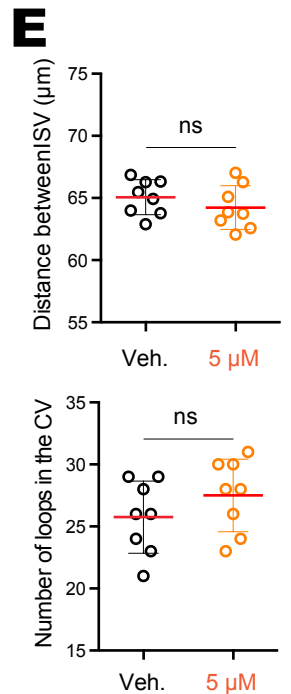 E
Distance betweenISV (µm)
75
70
65
60
55
ns
Veh.
5 µM
Number of loops in the CV
35
30
25
20
15
ns
Veh.
5 µM